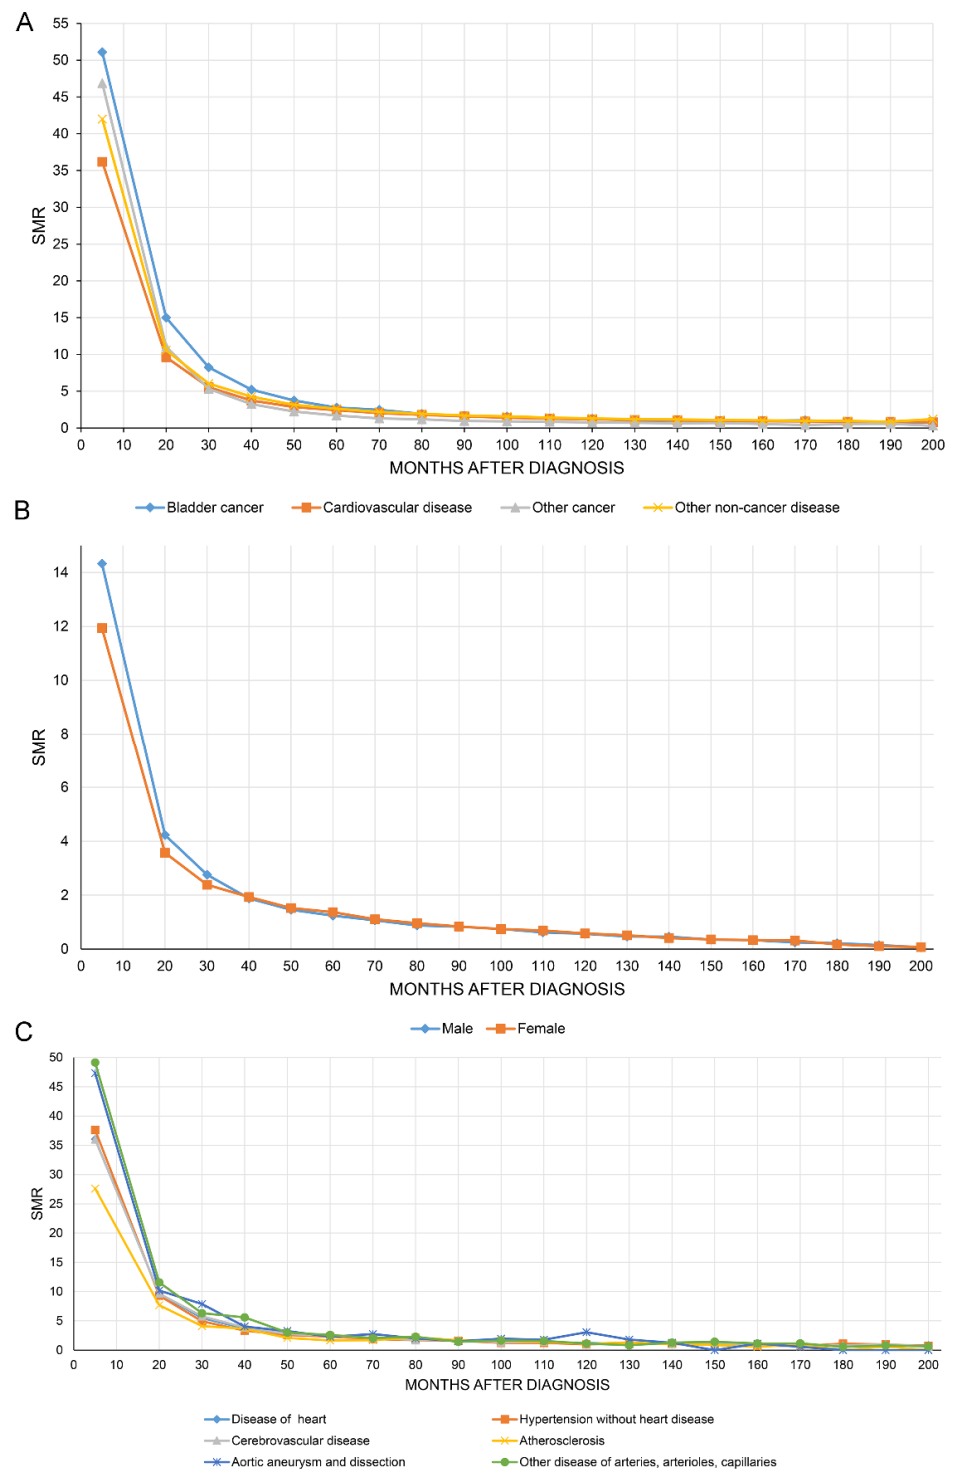 A
55
50
45
40
35
30
25
20
15
10
5
0
SMR
0 10 20 30 40 50 60 70 80 90 100 110 120 130 140 150 160 170 180 190 200
MONTHS AFTER DIAGNOSIS
Bladder cancer Cardiovascular disease Other cancer Other non-cancer disease
B
14
12
10
8
6
4
2
0
SMR
0 10 20 30 40 50 60 70 80 90 100 110 120 130 140 150 160 170 180 190 200
MONTHS AFTER DIAGNOSIS
Male Female
C
50
45
40
35
30
25
20
15
10
5
0
SMR
0 10 20 30 40 50 60 70 80 90 100 110 120 130 140 150 160 170 180 190 200
MONTHS AFTER DIAGNOSIS
Disease of heart Hypertension without heart disease
Cerebrovascular disease Atherosclerosis
Aortic aneurysm and dissection Other disease of arteries, arterioles, capillaries